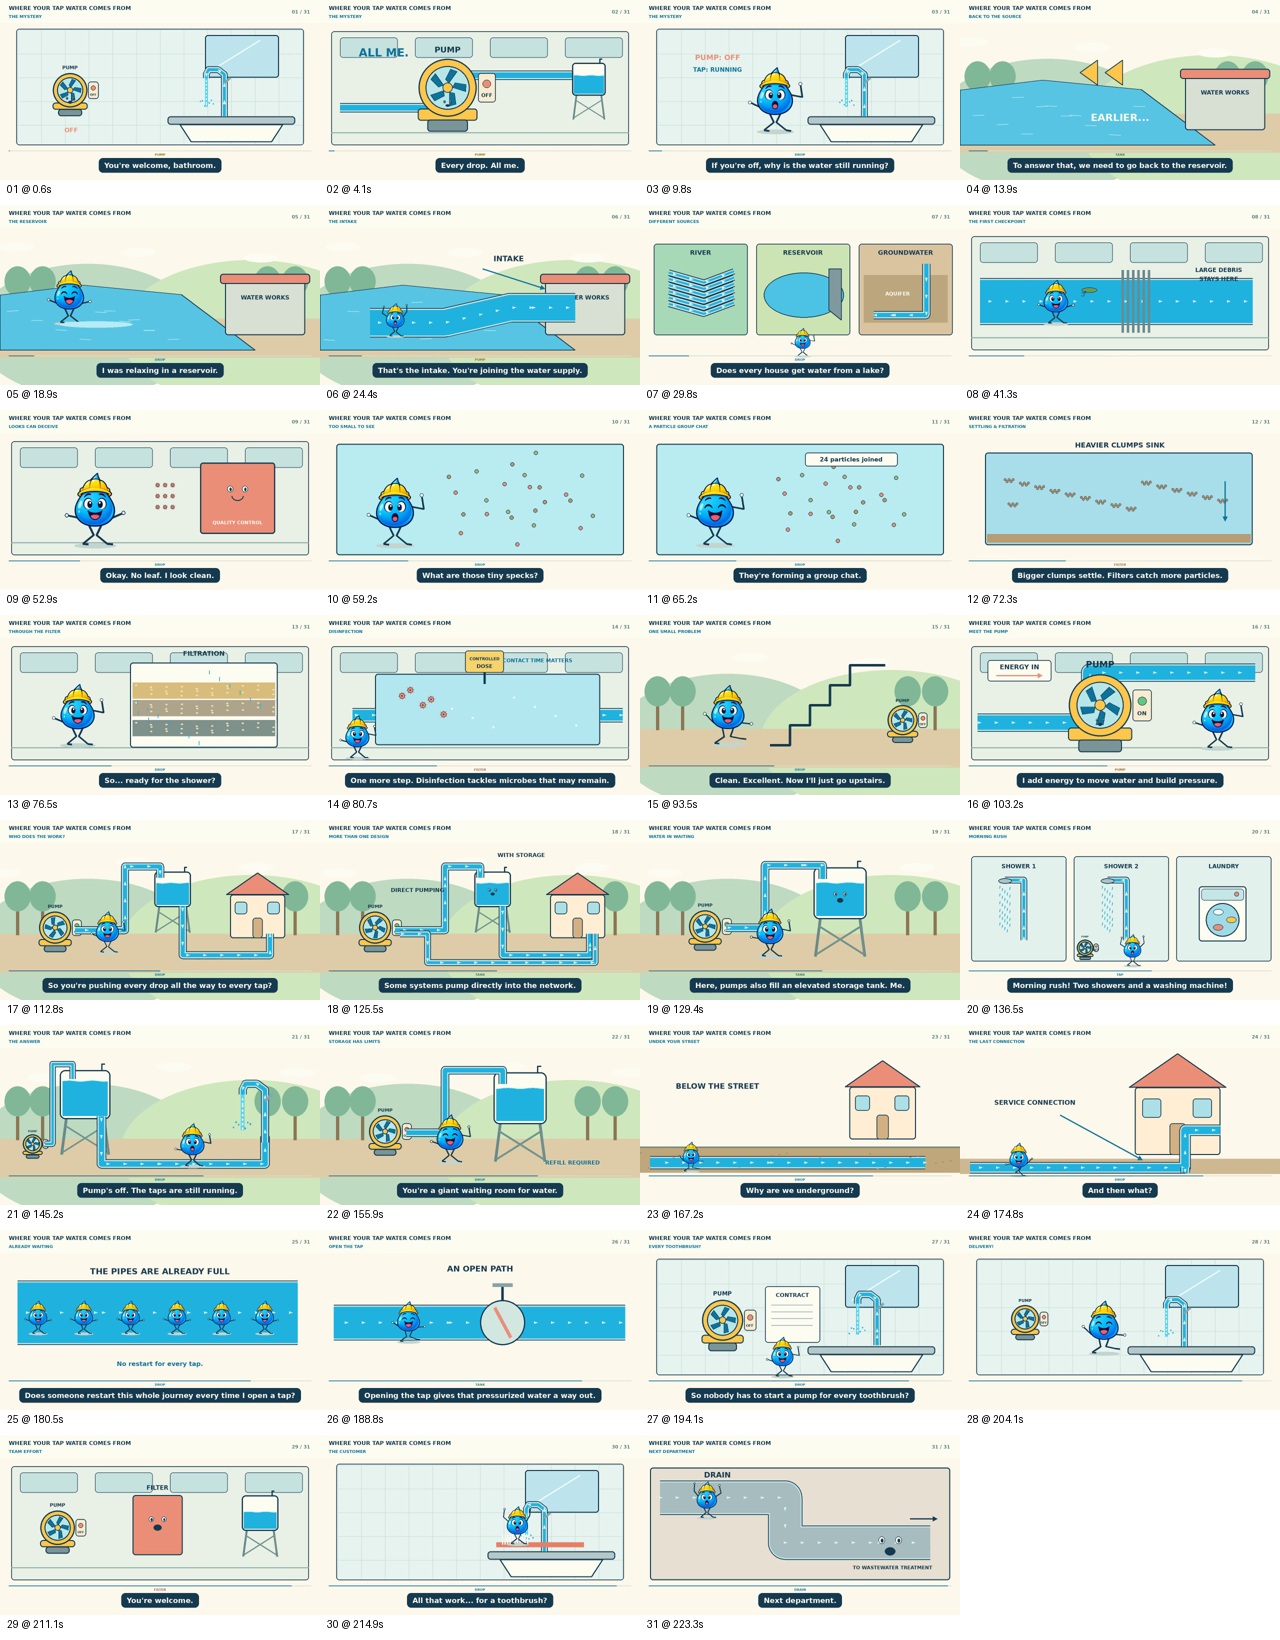 WHERE YOUR TAP WATER COMES FROM
THE MYSTERY
01 / 31
PUMP
OFF
OFF
PUMP
You're welcome, bathroom.
01 @ 0.6s
WHERE YOUR TAP WATER COMES FROM
THE MYSTERY
02 / 31
ALL ME.
PUMP
OFF
PUMP
Every drop. All me.
02 @ 4.1s
WHERE YOUR TAP WATER COMES FROM
THE MYSTERY
03 / 31
PUMP: OFF
TAP: RUNNING
DROP
If you're off, why is the water still running?
03 @ 9.8s
WHERE YOUR TAP WATER COMES FROM
BACK TO THE SOURCE
04 / 31
WATER WORKS
EARLIER...
TANK
To answer that, we need to go back to the reservoir.
04 @ 13.9s
WHERE YOUR TAP WATER COMES FROM
THE RESERVOIR
05 / 31
WATER WORKS
DROP
I was relaxing in a reservoir.
05 @ 18.9s
WHERE YOUR TAP WATER COMES FROM
THE INTAKE
06 / 31
INTAKE
ER WORKS
PUMP
That's the intake. You're joining the water supply.
06 @ 24.4s
WHERE YOUR TAP WATER COMES FROM
DIFFERENT SOURCES
07 / 31
RIVER
RESERVOIR
GROUNDWATER
AQUIFER
DROP
Does every house get water from a lake?
07 @ 29.8s
WHERE YOUR TAP WATER COMES FROM
THE FIRST CHECKPOINT
08 / 31
LARGE DEBRIS
STAYS HERE
08 @ 41.3s
WHERE YOUR TAP WATER COMES FROM
LOOKS CAN DECEIVE
09 / 31
QUALITY CONTROL
DROP
Okay. No leaf. I look clean.
09 @ 52.9s
WHERE YOUR TAP WATER COMES FROM
TOO SMALL TO SEE
10 / 31
DROP
What are those tiny specks?
10 @ 59.2s
WHERE YOUR TAP WATER COMES FROM
A PARTICLE GROUP CHAT
11 / 31
24 particles joined
DROP
They're forming a group chat.
11 @ 65.2s
WHERE YOUR TAP WATER COMES FROM
SETTLING & FILTRATION
12 / 31
HEAVIER CLUMPS SINK
FILTER
Bigger clumps settle. Filters catch more particles.
12 @ 72.3s
WHERE YOUR TAP WATER COMES FROM
THROUGH THE FILTER
13 / 31
FILTRATION
DROP
So... ready for the shower?
13 @ 76.5s
WHERE YOUR TAP WATER COMES FROM
DISINFECTION
14 / 31
CONTROLLED
DOSE
CONTACT TIME MATTERS
FILTER
One more step. Disinfection tackles microbes that may remain.
14 @ 80.7s
WHERE YOUR TAP WATER COMES FROM
ONE SMALL PROBLEM
15 / 31
PUMP
DROP
Clean. Excellent. Now I'll just go upstairs.
15 @ 93.5s
WHERE YOUR TAP WATER COMES FROM
MEET THE PUMP
16 / 31
ENERGY IN
PUMP
ON
PUMP
I add energy to move water and build pressure.
16 @ 103.2s
WHERE YOUR TAP WATER COMES FROM
WHO DOES THE WORK?
17 / 31
PUMP
DROP
So you're pushing every drop all the way to every tap?
17 @ 112.8s
WHERE YOUR TAP WATER COMES FROM
MORE THAN ONE DESIGN
18 / 31
WITH STORAGE
DIRECT PUMPING
PUMP
TANK
Some systems pump directly into the network.
18 @ 125.5s
WHERE YOUR TAP WATER COMES FROM
WATER IN WAITING
19 / 31
PUMP
TANK
Here, pumps also fill an elevated storage tank. Me.
19 @ 129.4s
WHERE YOUR TAP WATER COMES FROM
MORNING RUSH
20 / 31
SHOWER 1
SHOWER 2
LAUNDRY
PUMP
TAP
Morning rush! Two showers and a washing machine!
20 @ 136.5s
WHERE YOUR TAP WATER COMES FROM
THE ANSWER
21 / 31
PUMP
DROP
Pump's off. The taps are still running.
21 @ 145.2s
WHERE YOUR TAP WATER COMES FROM
STORAGE HAS LIMITS
22 / 31
PUMP
REFILL REQUIRED
DROP
You're a giant waiting room for water.
22 @ 155.9s
WHERE YOUR TAP WATER COMES FROM
UNDER YOUR STREET
23 / 31
BELOW THE STREET
DROP
Why are we underground?
23 @ 167.2s
WHERE YOUR TAP WATER COMES FROM
THE LAST CONNECTION
24 / 31
SERVICE CONNECTION
DROP
And then what?
24 @ 174.8s
WHERE YOUR TAP WATER COMES FROM
ALREADY WAITING
25 / 31
THE PIPES ARE ALREADY FULL
No restart for every tap.
DROP
Does someone restart this whole journey every time I open a tap?
25 @ 180.5s
WHERE YOUR TAP WATER COMES FROM
OPEN THE TAP
26 / 31
AN OPEN PATH
TANK
Opening the tap gives that pressurized water a way out.
26 @ 188.8s
WHERE YOUR TAP WATER COMES FROM
EVERY TOOTHBRUSH?
27 / 31
PUMP
OFF
CONTRACT
DROP
So nobody has to start a pump for every toothbrush?
27 @ 194.1s
WHERE YOUR TAP WATER COMES FROM
DELIVERY!
28 / 31
PUMP
28 @ 204.1s
WHERE YOUR TAP WATER COMES FROM
TEAM EFFORT
29 / 31
PUMP
FILTER
FILTER
You're welcome.
29 @ 211.1s
WHERE YOUR TAP WATER COMES FROM
THE CUSTOMER
30 / 31
DROP
All that work... for a toothbrush?
30 @ 214.9s
WHERE YOUR TAP WATER COMES FROM
NEXT DEPARTMENT
31 / 31
DRAIN
TO WASTEWATER TREATMENT
DRAIN
Next department.
31 @ 223.3s